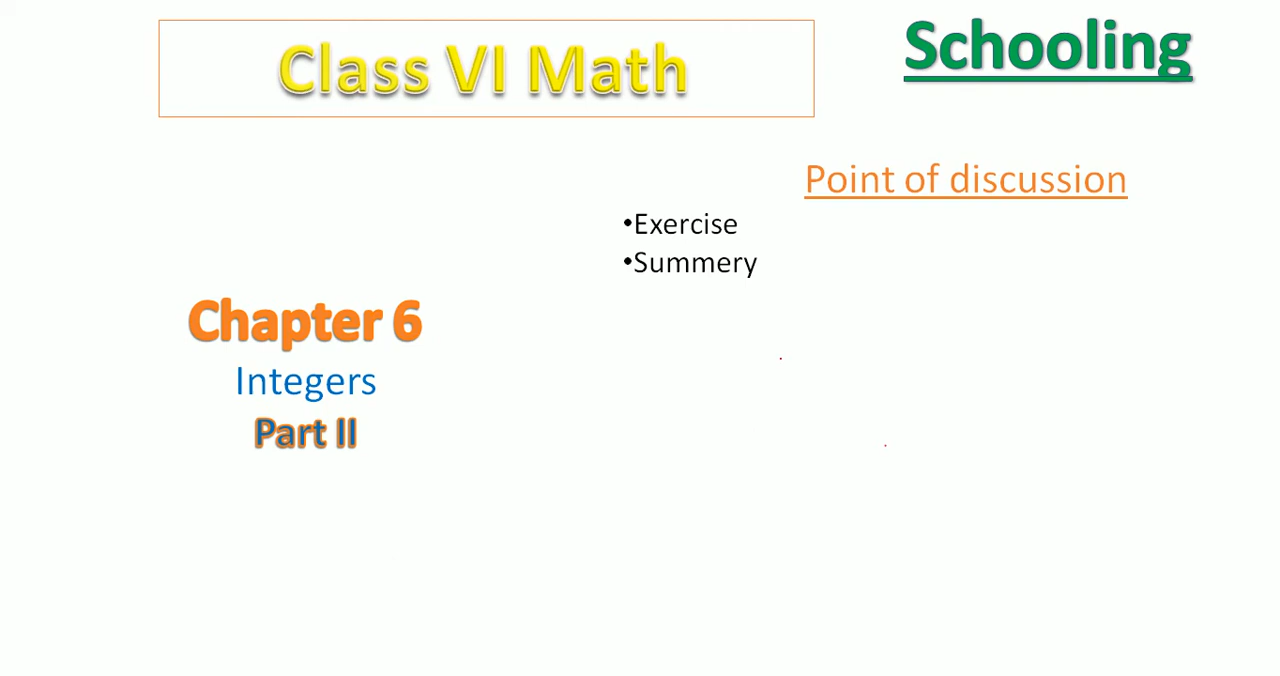 Class VI Math
Schooling
Point of discussion
•Exercise
•Summery
Chapter 6
Integers
Part II